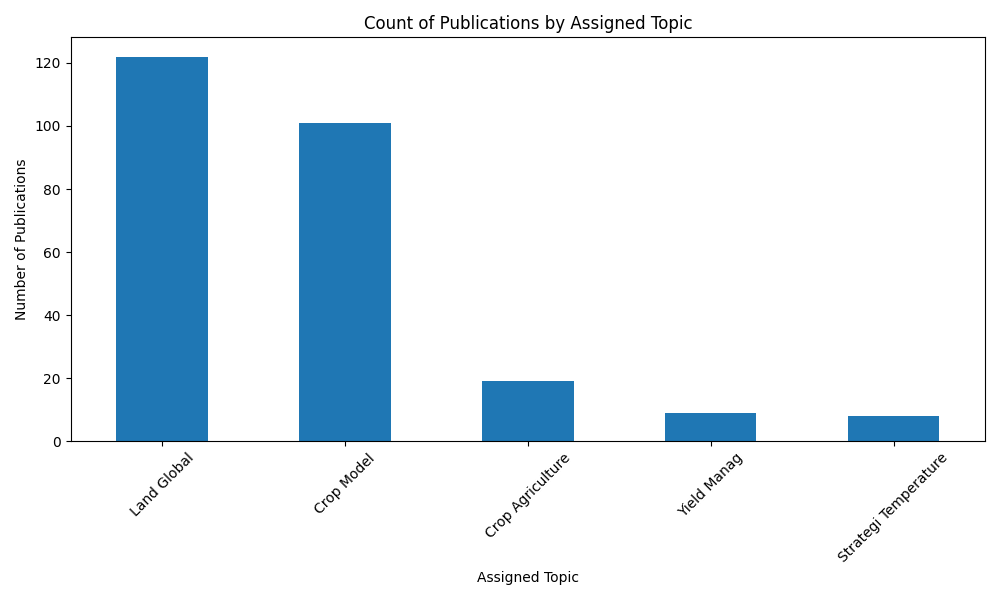 Count of Publications by Assigned Topic
Number of Publications
120
100
80
60
40
20
0
Land Global
Crop Model
Crop Agriculture
Yield Manag
Strategi Temperature
Assigned Topic